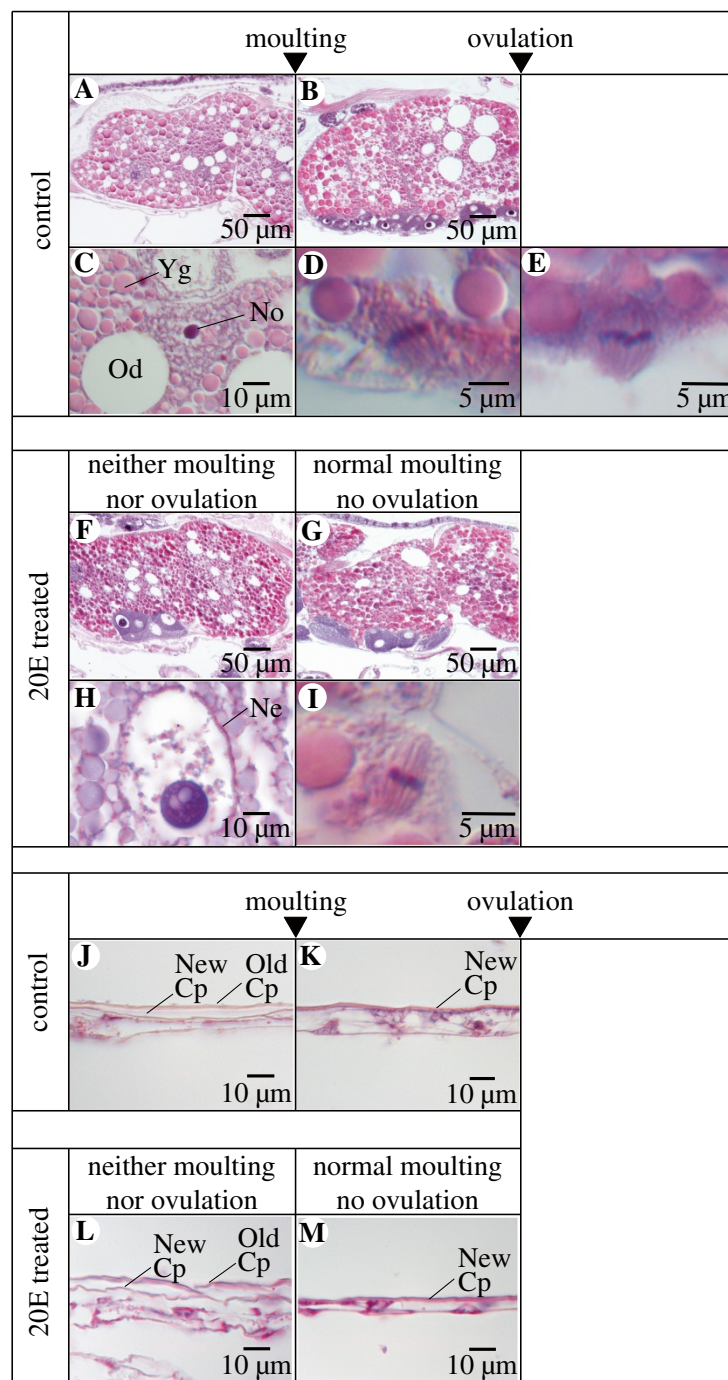 moulting ovulation
control
A B
50 µm 50 µm
C Yg No Od D E
10 µm 5 µm 5 µm
neither moulting nor ovulation
normal moulting no ovulation
20E treated
F G
50 µm 50 µm
H Ne I
10 µm 5 µm
moulting ovulation
control
J New Cp Old Cp K New Cp
10 µm 10 µm
neither moulting nor ovulation
normal moulting no ovulation
20E treated
L New Cp Old Cp M New Cp
10 µm 10 µm